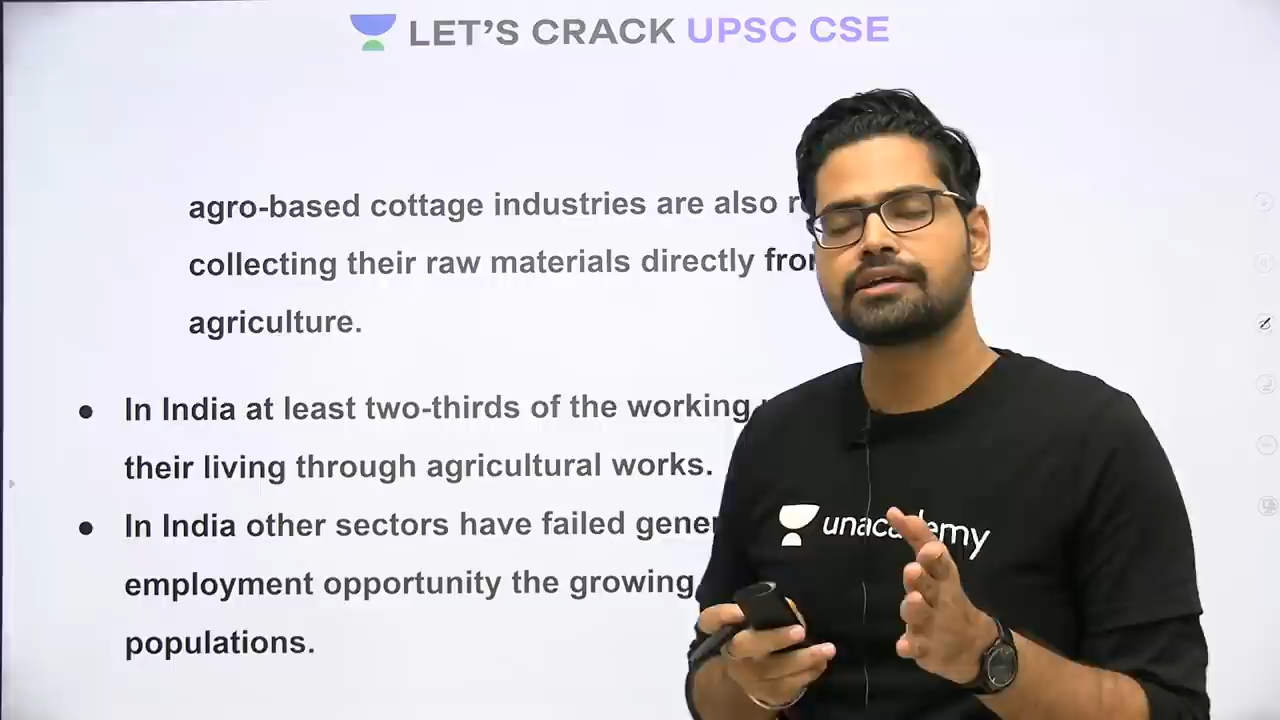 LET'S CRACK UPSC CSE
agro-based cottage industries are also
collecting their raw materials directly
agriculture.
● In India at least two-thirds of the working
their living through agricultural works.
● In India other sectors have failed
employment opportunity the growing
populations.
unacademy